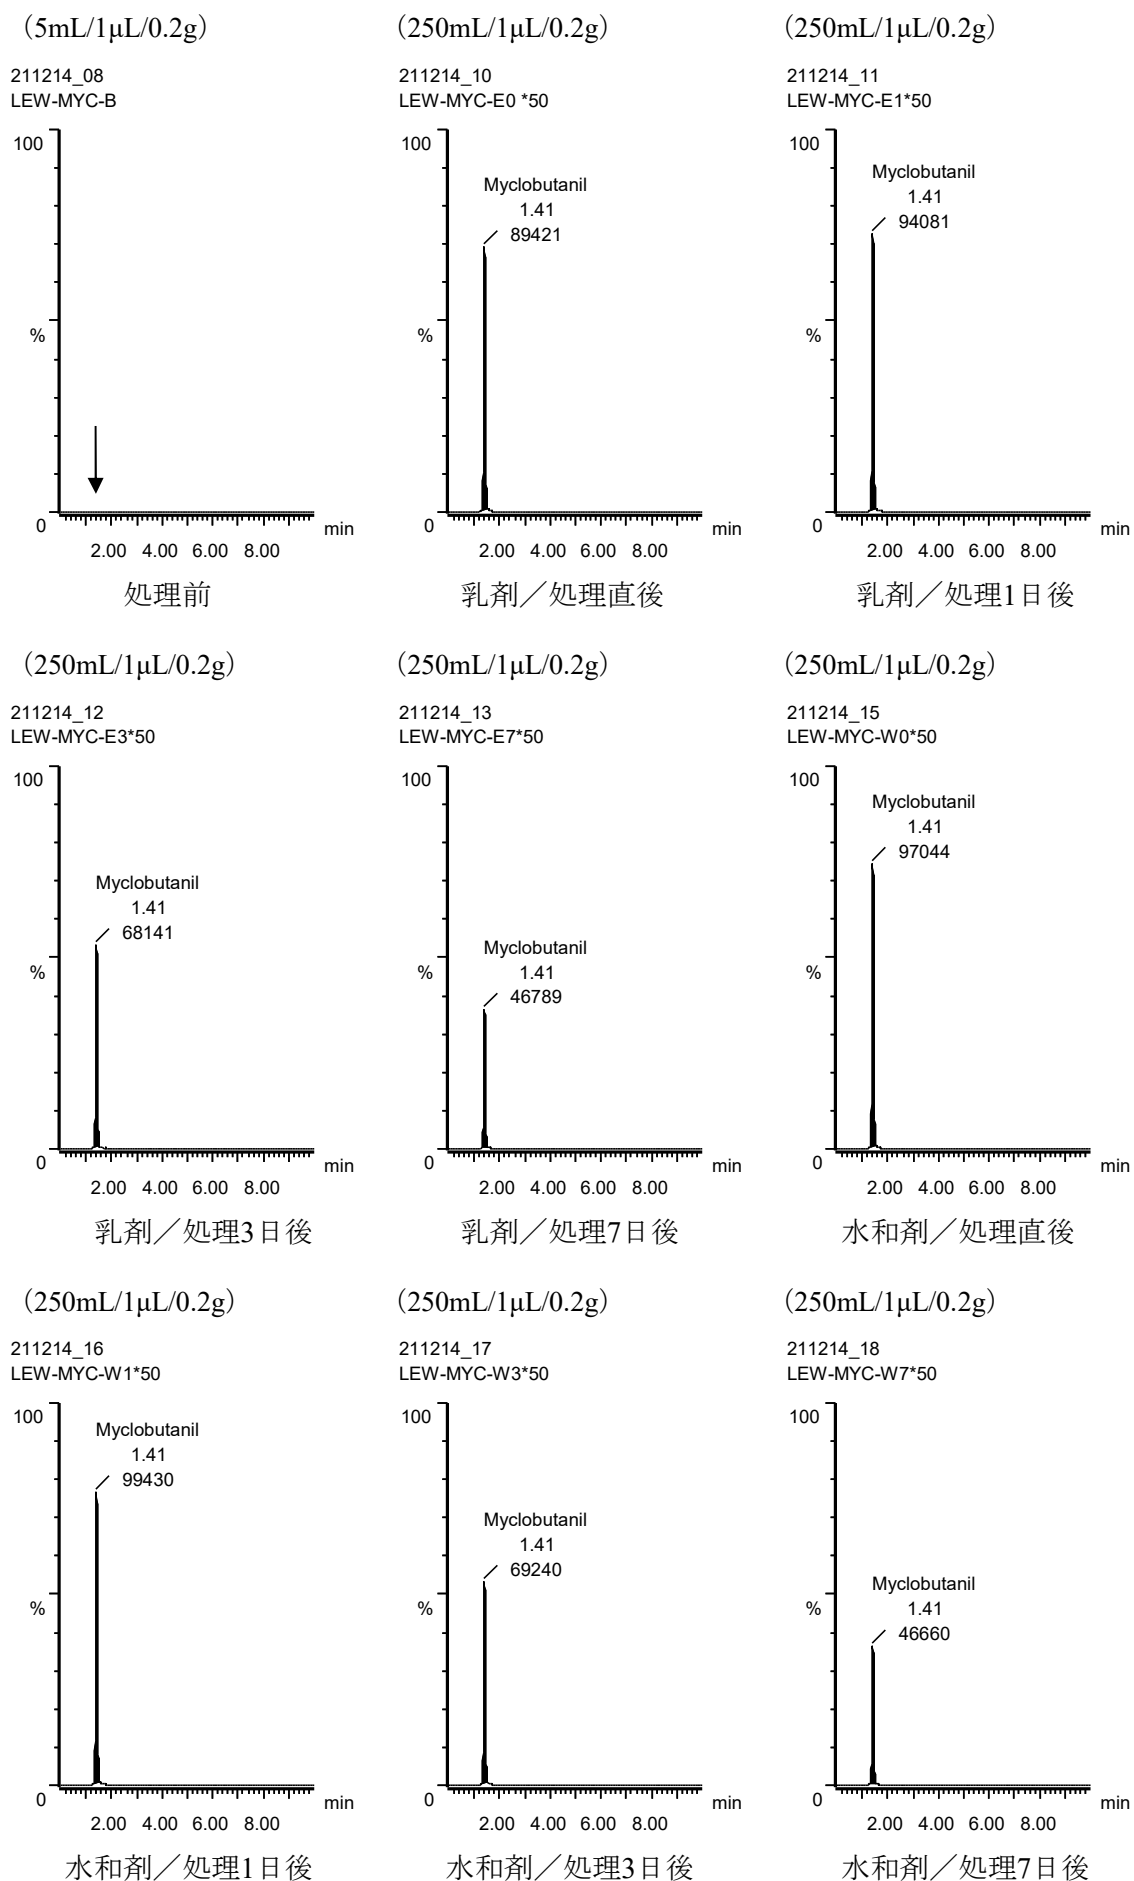 （5mL/1μL/0.2g）
211214_08
LEW-MYC-B
100
%
0
min
2.00 4.00 6.00 8.00
処理前
（250mL/1μL/0.2g）
211214_10
LEW-MYC-E0 *50
100
Myclobutanil
1.41
89421
%
0
min
2.00 4.00 6.00 8.00
乳剤／処理直後
（250mL/1μL/0.2g）
211214_11
LEW-MYC-E1*50
100
Myclobutanil
1.41
94081
%
0
min
2.00 4.00 6.00 8.00
乳剤／処理1日後
（250mL/1μL/0.2g）
211214_12
LEW-MYC-E3*50
100
Myclobutanil
1.41
68141
%
0
min
2.00 4.00 6.00 8.00
乳剤／処理3日後
（250mL/1μL/0.2g）
211214_13
LEW-MYC-E7*50
100
Myclobutanil
1.41
46789
%
0
min
2.00 4.00 6.00 8.00
乳剤／処理7日後
（250mL/1μL/0.2g）
211214_15
LEW-MYC-W0*50
100
Myclobutanil
1.41
97044
%
0
min
2.00 4.00 6.00 8.00
水和剤／処理直後
（250mL/1μL/0.2g）
211214_16
LEW-MYC-W1*50
100
Myclobutanil
1.41
99430
%
0
min
2.00 4.00 6.00 8.00
水和剤／処理1日後
（250mL/1μL/0.2g）
211214_17
LEW-MYC-W3*50
100
Myclobutanil
1.41
69240
%
0
min
2.00 4.00 6.00 8.00
水和剤／処理3日後
（250mL/1μL/0.2g）
211214_18
LEW-MYC-W7*50
100
Myclobutanil
1.41
46660
%
0
min
2.00 4.00 6.00 8.00
水和剤／処理7日後